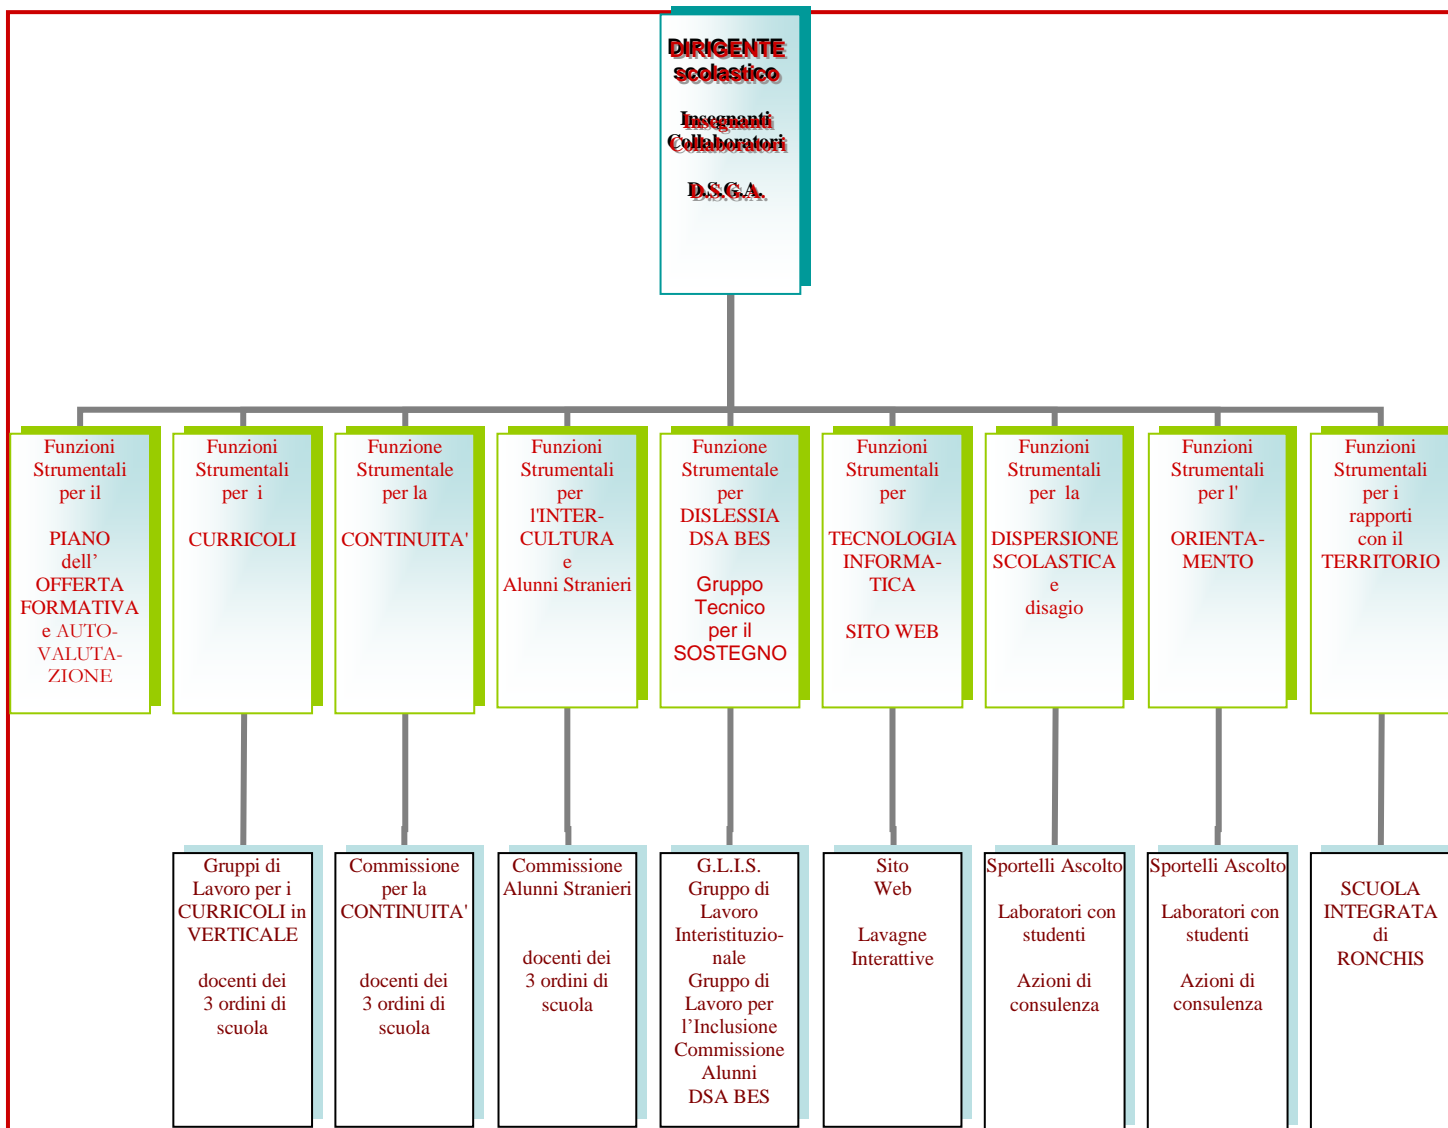 DIRIGENTE
scolastico
Insegnanti
Collaboratori
D.S.G.A.
Funzioni
Strumentali
per il
PIANO
dell’
OFFERTA
FORMATIVA
e AUTO-
VALUTA-
ZIONE
Funzioni
Strumentali
per i
CURRICOLI
Funzione
Strumentale
per la
CONTINUITA'
Funzioni
Strumentali
per
l'INTER-
CULTURA
e
Alunni Stranieri
Funzione
Strumentale
per
DISLESSIA
DSA BES
Gruppo
Tecnico
per il
SOSTEGNO
Funzioni
Strumentali
per
TECNOLOGIA
INFORMA-
TICA
SITO WEB
Funzioni
Strumentali
per la
DISPERSIONE
SCOLASTICA
e
disagio
Funzioni
Strumentali
per l'
ORIENTA-
MENTO
Funzioni
Strumentali
per i
rapporti
con il
TERRITORIO
Gruppi di
Lavoro per i
CURRICOLI in
VERTICALE
docenti dei
3 ordini di
scuola
Commissione
per la
CONTINUITA'
docenti dei
3 ordini di
scuola
Commissione
Alunni Stranieri
docenti dei
3 ordini di
scuola
G.L.I.S.
Gruppo di
Lavoro
Interistituzio-
nale
Gruppo di
Lavoro per
l’Inclusione
Commissione
Alunni
DSA BES
Sito
Web
Lavagne
Interattive
Sportelli Ascolto
Laboratori con
studenti
Azioni di
consulenza
Sportelli Ascolto
Laboratori con
studenti
Azioni di
consulenza
SCUOLA
INTEGRATA
di
RONCHIS